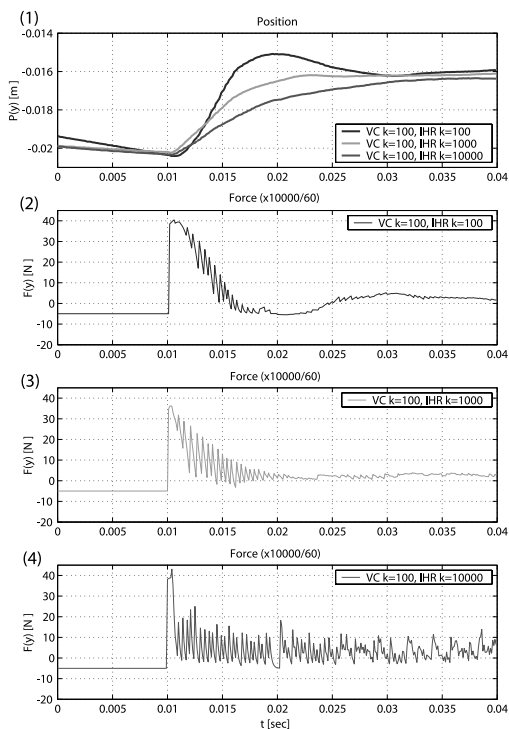 (1)
Position
-0.014
-0.016
-0.018
-0.02
P(y) [m ]
VC k=100, IHR k=100
VC k=100, IHR k=1000
VC k=100, IHR k=10000
0 0.005 0.01 0.015 0.02 0.025 0.03 0.035 0.04
(2)
Force (x10000/60)
40
30
20
10
0
-10
-20
F(y) [N ]
VC k=100, IHR k=100
0 0.005 0.010 0.015 0.02 0.025 0.03 0.035 0.04
(3)
Force (x10000/60)
40
30
20
10
0
-10
-20
F(y) [N ]
VC k=100, IHR k=1000
0 0.005 0.01 0.015 0.02 0.025 0.03 0.035 0.04
(4)
Force (x10000/60)
40
30
20
10
0
-10
-20
F(y) [N ]
VC k=100, IHR k=10000
0 0.005 0.01 0.015 0.02 0.025 0.03 0.035 0.04
t [sec]